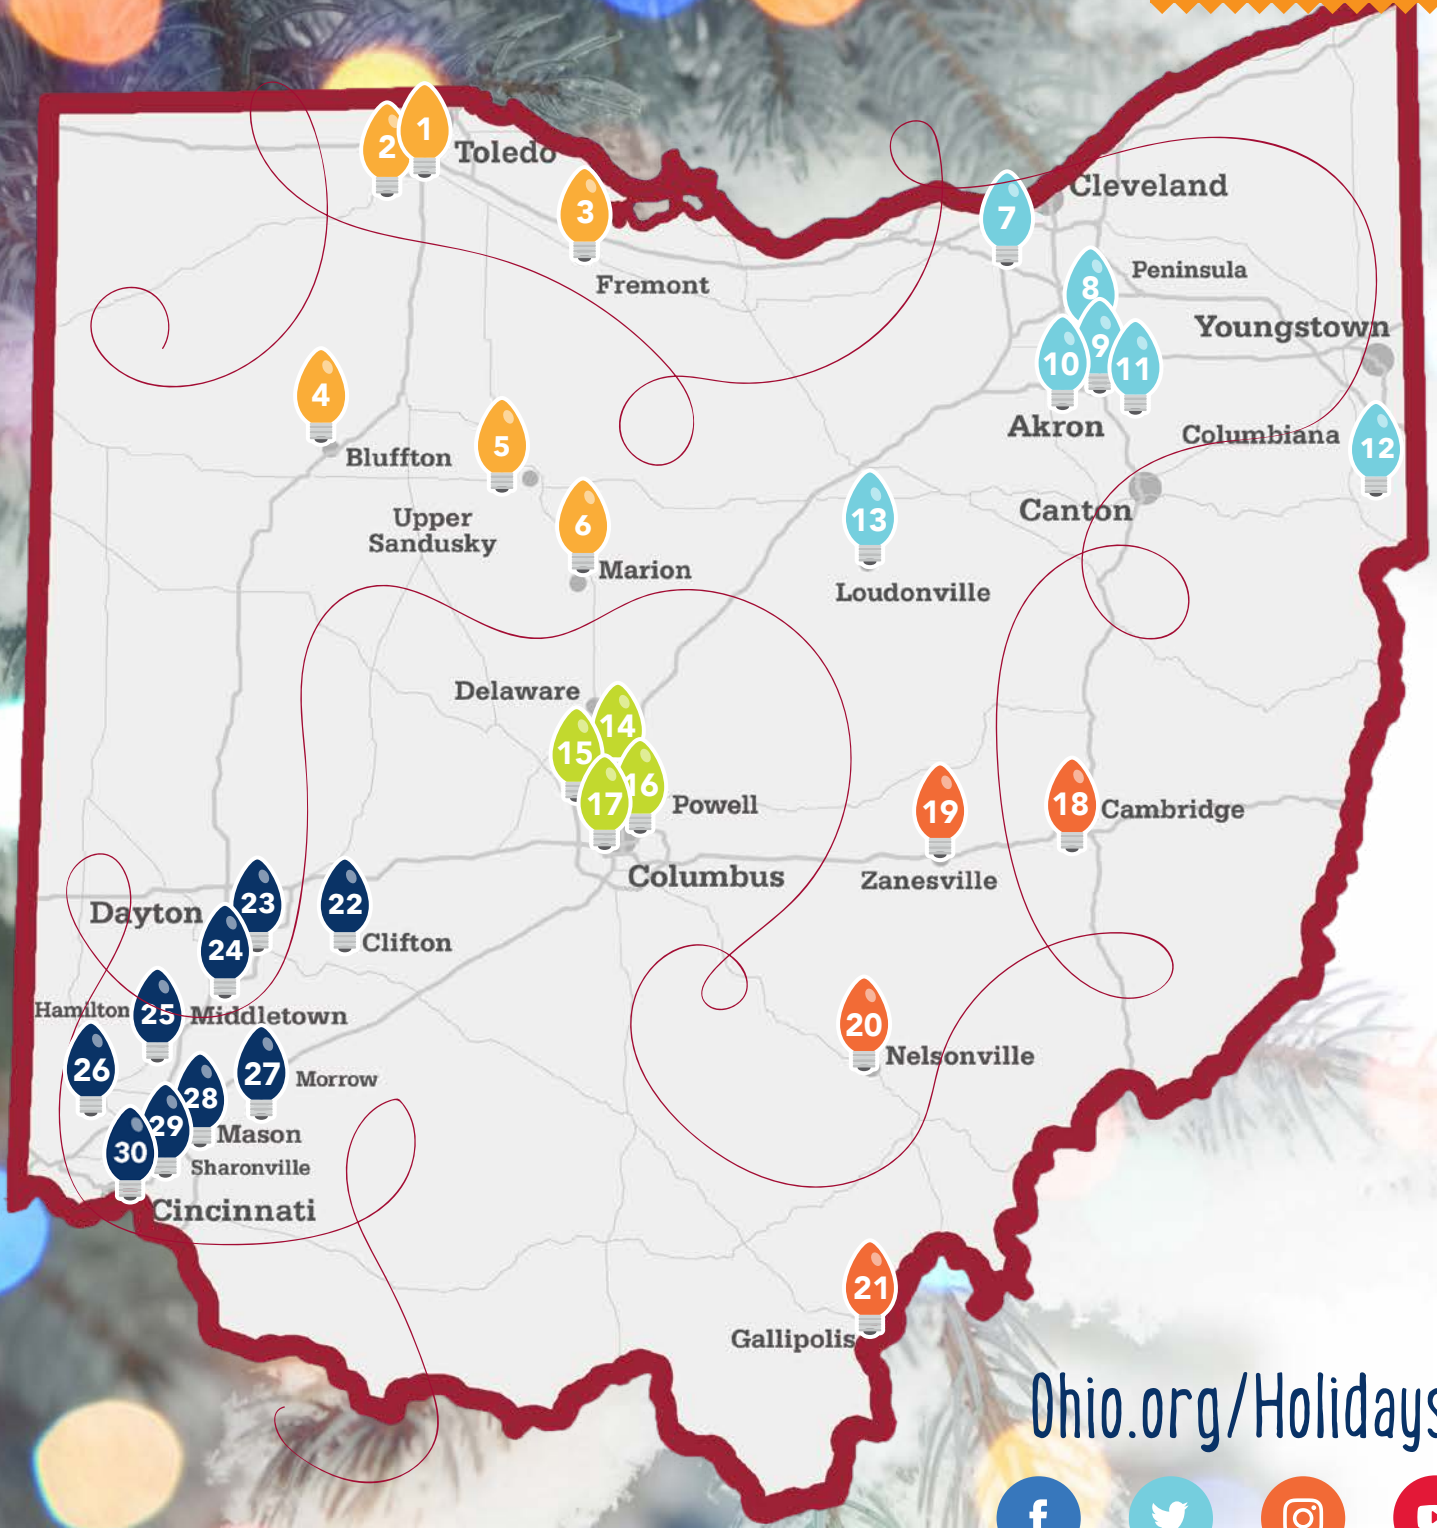 1
2
Toledo
3
Fremont
7
Cleveland
8
Peninsula
9
10
11
Youngstown
Akron
4
Bluffton
5
Upper
Sandusky
6
Marion
Columbiana
12
Canton
13
Loudonville
Delaware
14
15
16
17
Powell
Columbus
19
Zanesville
18
Cambridge
Dayton
23
22
24
Clifton
Hamilton
25
Middletown
26
27
Morrow
28
Mason
29
Sharonville
30
Cincinnati
20
Nelsonville
21
Gallipolis
Ohio.org/Holidays
f